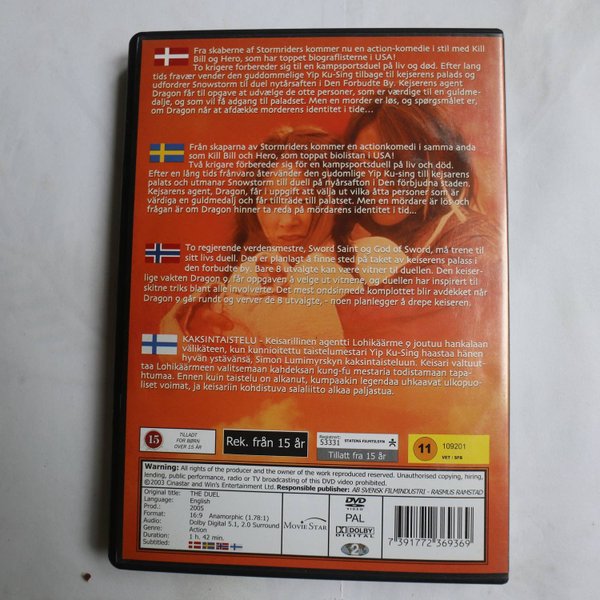 Fra skaberne af Stormriders kommer nu en action-komedie i stil med Kill
Bill og Hero, som har toppet biograflisterne i USA!
To krigere forbereder sig til en kampsportsduel på liv og død. Efter lang
tids fravær vender den guddommelige Yip Ku-Sing tilbage til kejserens palads og
udfordrer Snowstorm til duel nytårsaften i Den Forbudte By. Kejserens agent
Dragon får til opgave at udvælge de otte personer, som er værdige til en guldme-
dalje, og som vil få adgang til paladset. Men en morder er løs, og spørgsmålet er,
om Dragon når at afdække morderens identitet i tide...
Från skaparna av Stormriders kommer en actionkomedi i samma anda
som Kill Bill och Hero, som toppat biolistan i USA!
Två krigare förbereder sig för en kampsportsduell på liv och död.
Efter en lång tids frånvaro återvänder den gudomlige Yip Ku-Sing till kejsarens
palats och utmanar Snowstorm till duell på nyårsafton i Den förbjudna staden.
Kejsarens agent, Dragon, får i uppgift att välja ut vilka åtta personer som är
värdiga en guldmedalj och får tillträde till palatset. Men en mördare är lös och
frågan är om Dragon hinner ta reda på mördarens identitet i tid...
To regjerende verdensmestre, Sword Saint og God of Sword, må trene til
sitt livs duell. Den er planlagt å finne sted på taket av keiserens palass i
den forbudte by. Bare 8 utvalgte kan være vitner til duellen. Den keiser-
lige vakten Dragon 9, får oppgaven å velge ut vitnene, og duellen har inspirert til
skitne triks blant alle involverte. Det mest ondsinnede komplottet blir avdekket når
Dragon 9 går rundt og verver de 8 utvalgte, - noen planlegger å drepe keiseren.
KAKSINTAISTELU - Keisarillinen agentti Lohikäärme 9 joutuu hankalaan
välikäteen, kun kunnioitettu taistelumestari Yip Ku-Sing haastaa hänen
hyvän ystävänsä, Simon Lumimyrskyn kaksintaisteluun. Keisari valtuut-
taa Lohikäärmeen valitsemaan kahdeksan kung-fu mestaria todistamaan tapa-
htumaa. Ennen kuin taistelu on alkanut, kumpaakin legendaa uhkaavat ulkopuo-
liset voimat, ja keisariin kohdistuva salaliitto alkaa paljastua.
15
TILLADT
FOR BØRN
OVER 15 ÅR
Rek. från 15 år
Registreret:
53331
STATENS FILMTILSYN
Tillatt fra 15 år
11
109201
VET / SFB
Warning: All rights of the producer and the owner of the work reproduced reserved. Unauthorised copying, hiring,
lending, public performance, radio or TV broadcasting of this DVD video prohibited.
©2003 Cinastar and Win's Entertainment Ltd. Responsible publisher: AB SVENSK FILMINDUSTRI - RASMUS RAMSTAD
Original title: THE DUEL
Language: English
Prod.: 2005
Format: 16:9 Anamorphic (1.78:1)
Audio: Dolby Digital 5.1, 2.0 Surround
Genre: Action
Duration: 1 h. 42 min.
Subtitled:
MOVIE STAR
DVD
VIDEO
PAL
DOLBY
DIGITAL
2
7 391772 369369